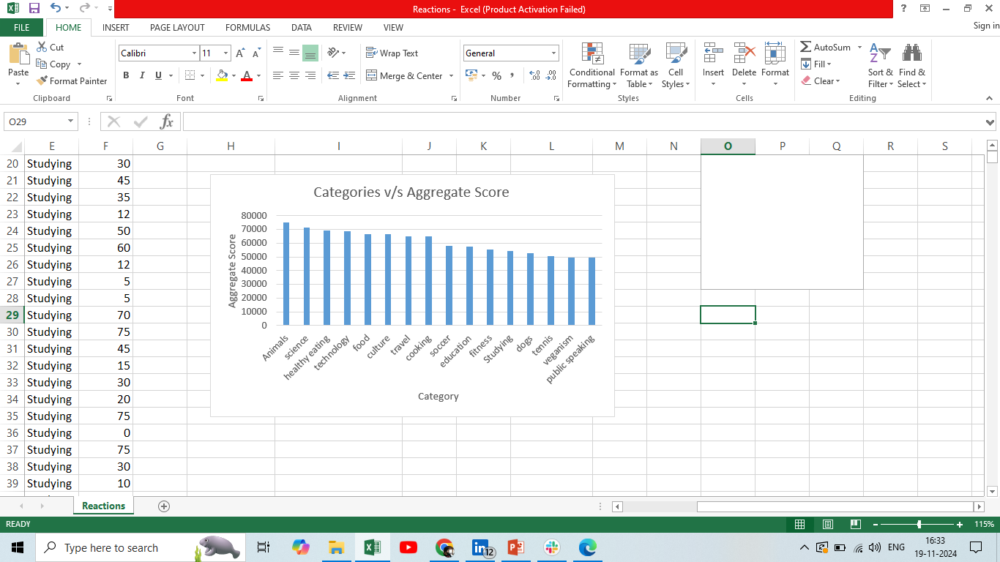 Reactions - Excel (Product Activation Failed)
?
FILE HOME INSERT PAGE LAYOUT FORMULAS DATA REVIEW VIEW Sign in
Paste
Cut
Copy
Format Painter
Clipboard
Calibri 11
B I U
Font
Wrap Text
Merge & Center
Alignment
General
%
Number
Conditional Formatting
Format as Table
Cell Styles
Styles
Insert Delete Format
Cells
AutoSum
Fill
Clear
Sort & Filter
Find & Select
Editing
O29 fx
E F G H I J K L M N O P Q R S
20 Studying 30
21 Studying 45
22 Studying 35
23 Studying 12
24 Studying 50
25 Studying 60
26 Studying 12
27 Studying 5
28 Studying 5
29 Studying 70
30 Studying 75
31 Studying 45
32 Studying 15
33 Studying 30
34 Studying 20
35 Studying 75
36 Studying 0
37 Studying 75
38 Studying 30
39 Studying 10
Categories v/s Aggregate Score
Aggregate Score
80000
70000
60000
50000
40000
30000
20000
10000
0
Animals
science
healthy eating
technology
food
culture
travel
cooking
soccer
education
fitness
Studying
dogs
tennis
veganism
public speaking
Category
Reactions
READY 115%
Type here to search
12
ENG
16:33
19-11-2024